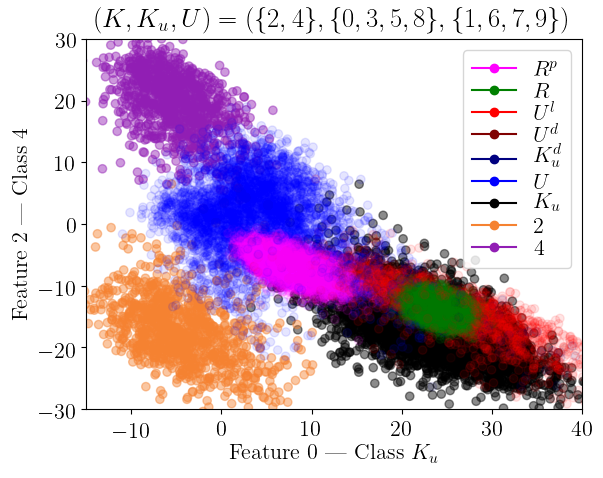 (K, K_u, U) = ({2, 4}, {0, 3, 5, 8}, {1, 6, 7, 9})
30
20
10
0
−10
−20
−30
Feature 2 — Class 4
R^p
R
U^l
U^d
K_u^d
U
K_u
2
4
−10
0
10
20
30
40
Feature 0 — Class K_u